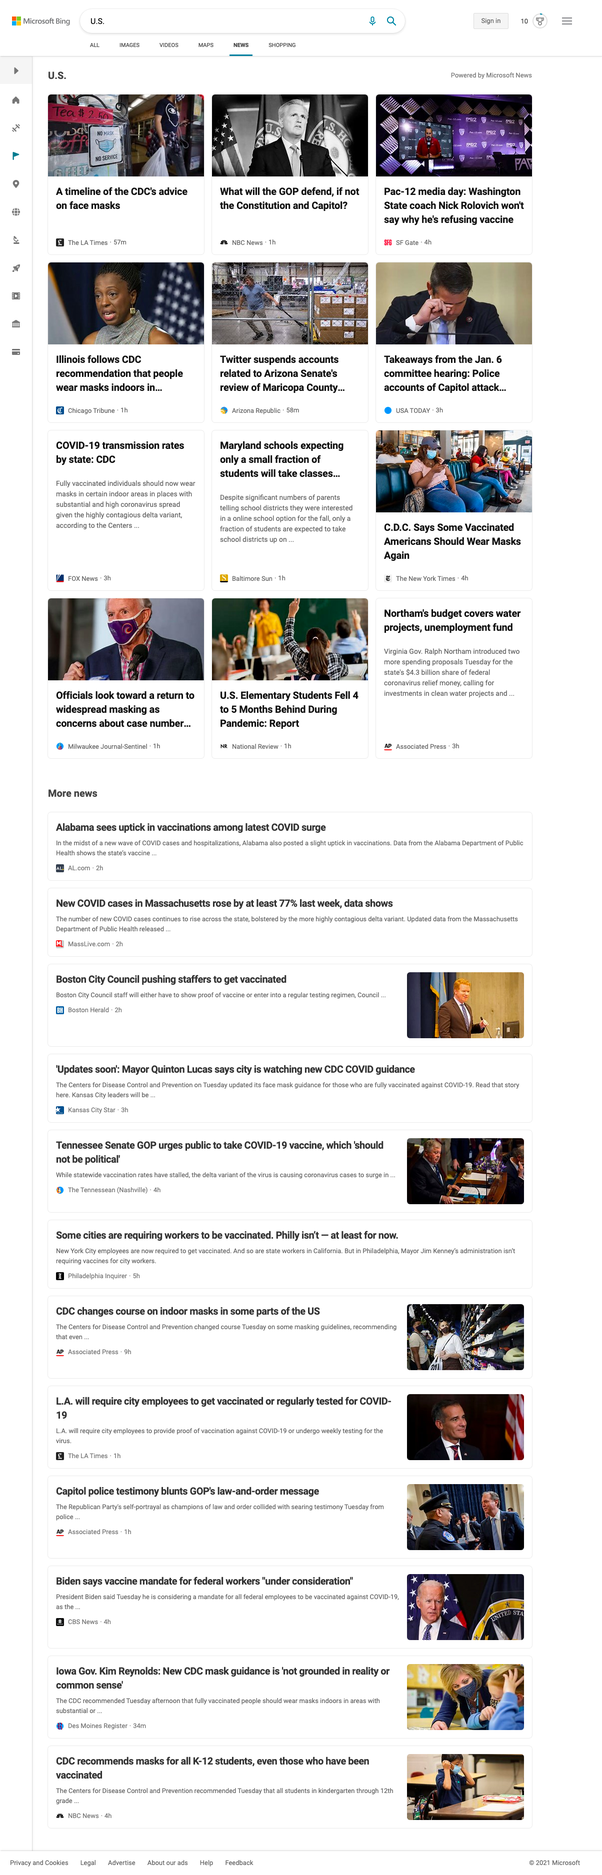 Microsoft Bing
U.S.
Sign in
10
ALL IMAGES VIDEOS MAPS NEWS SHOPPING
U.S.
Powered by Microsoft News
NO MASK
NO SERVICE
A timeline of the CDC's advice
on face masks
The LA Times · 57m
What will the GOP defend, if not
the Constitution and Capitol?
NBC News · 1h
Pac-12 media day: Washington
State coach Nick Rolovich won't
say why he's refusing vaccine
SF Gate · 4h
Illinois follows CDC
recommendation that people
wear masks indoors in...
Chicago Tribune · 1h
Twitter suspends accounts
related to Arizona Senate's
review of Maricopa County...
Arizona Republic · 58m
Takeaways from the Jan. 6
committee hearing: Police
accounts of Capitol attack...
USA TODAY · 3h
COVID-19 transmission rates
by state: CDC
Fully vaccinated individuals should now wear
masks in certain indoor areas in places with
substantial and high coronavirus spread
given the highly contagious delta variant,
according to the Centers ...
FOX News · 3h
Maryland schools expecting
only a small fraction of
students will take classes...
Despite significant numbers of parents
telling school districts they were interested
in a online school option for the fall, only a
fraction of students are expected to take
school districts up on ...
Baltimore Sun · 1h
C.D.C. Says Some Vaccinated
Americans Should Wear Masks
Again
The New York Times · 4h
Officials look toward a return to
widespread masking as
concerns about case number...
Milwaukee Journal-Sentinel · 1h
U.S. Elementary Students Fell 4
to 5 Months Behind During
Pandemic: Report
NR National Review · 1h
Northam's budget covers water
projects, unemployment fund
Virginia Gov. Ralph Northam introduced two
more spending proposals Tuesday for the
state's $4.3 billion share of federal
coronavirus relief money, calling for
investments in clean water projects and ...
AP Associated Press · 3h
More news
Alabama sees uptick in vaccinations among latest COVID surge
In the midst of a new wave of COVID cases and hospitalizations, Alabama also posted a slight uptick in vaccinations. Data from the Alabama Department of Public
Health shows the state's vaccine ...
AL.com · 2h
New COVID cases in Massachusetts rose by at least 77% last week, data shows
The number of new COVID cases continues to rise across the state, bolstered by the more highly contagious delta variant. Updated data from the Massachusetts
Department of Public Health released ...
MassLive.com · 2h
Boston City Council pushing staffers to get vaccinated
Boston City Council staff will either have to show proof of vaccine or enter into a regular testing regimen, Council ...
Boston Herald · 2h
'Updates soon': Mayor Quinton Lucas says city is watching new CDC COVID guidance
The Centers for Disease Control and Prevention on Tuesday updated its face mask guidance for those who are fully vaccinated against COVID-19. Read that story
here. Kansas City leaders will be ...
Kansas City Star · 3h
Tennessee Senate GOP urges public to take COVID-19 vaccine, which 'should
not be political'
While statewide vaccination rates have stalled, the delta variant of the virus is causing coronavirus cases to surge in ...
The Tennessean (Nashville) · 4h
Some cities are requiring workers to be vaccinated. Philly isn't — at least for now.
New York City employees are now required to get vaccinated. And so are state workers in California. But in Philadelphia, Mayor Jim Kenney's administration isn't
requiring vaccines for city workers.
Philadelphia Inquirer · 5h
CDC changes course on indoor masks in some parts of the US
The Centers for Disease Control and Prevention changed course Tuesday on some masking guidelines, recommending
that even ...
AP Associated Press · 9h
L.A. will require city employees to get vaccinated or regularly tested for COVID-
19
L.A. will require city employees to provide proof of vaccination against COVID-19 or undergo weekly testing for the
virus.
The LA Times · 1h
Capitol police testimony blunts GOP's law-and-order message
The Republican Party's self-portrayal as champions of law and order collided with searing testimony Tuesday from
police ...
AP Associated Press · 1h
Biden says vaccine mandate for federal workers "under consideration"
President Biden said Tuesday he is considering a mandate for all federal employees to be vaccinated against COVID-19,
as the ...
CBS News · 4h
Iowa Gov. Kim Reynolds: New CDC mask guidance is 'not grounded in reality or
common sense'
The CDC recommended Tuesday afternoon that fully vaccinated people should wear masks indoors in areas with
substantial or ...
Des Moines Register · 34m
CDC recommends masks for all K-12 students, even those who have been
vaccinated
The Centers for Disease Control and Prevention recommended Tuesday that all students in kindergarten through 12th
grade ...
NBC News · 4h
Privacy and Cookies Legal Advertise About our ads Help Feedback
© 2021 Microsoft